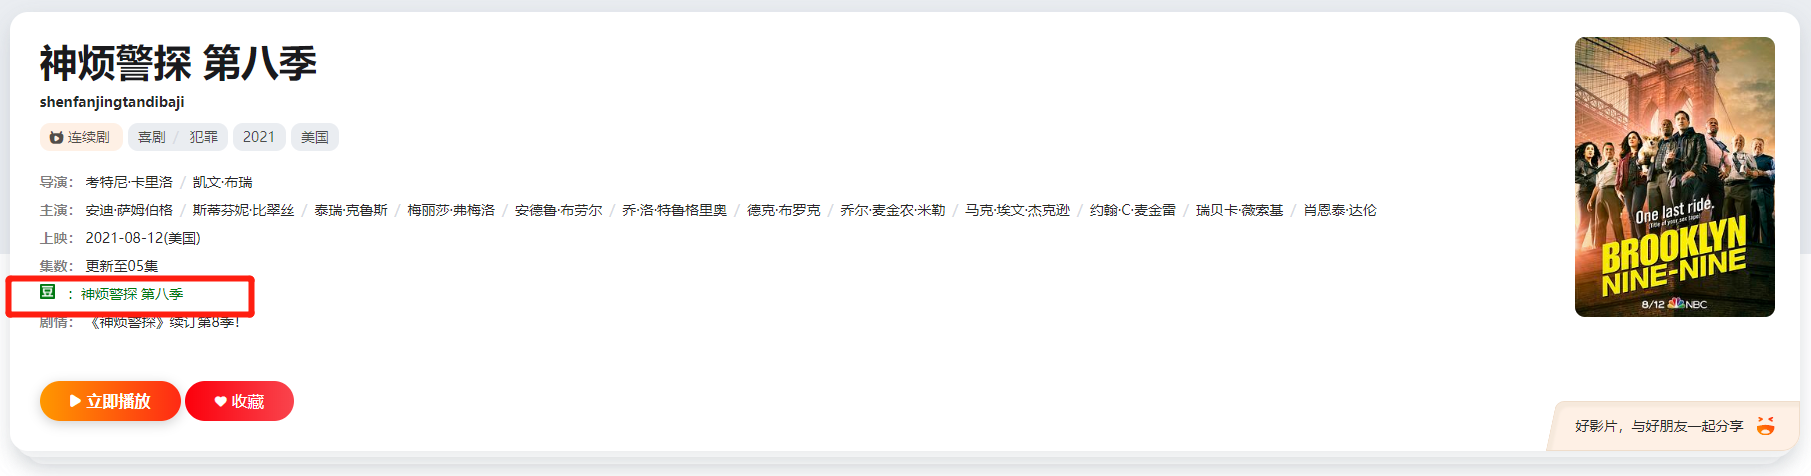 神烦警探 第八季
shenfanjingtandibaji
连续剧 喜剧 / 犯罪 2021 美国
导演： 考特尼·卡里洛 / 凯文·布瑞
主演： 安迪·萨姆伯格 / 斯蒂芬妮·比翠丝 / 泰瑞·克鲁斯 / 梅丽莎·弗梅洛 / 安德鲁·布劳尔 / 乔·洛·特鲁格里奥 / 德克·布罗克 / 乔尔·麦金农·米勒 / 马克·埃文·杰克逊 / 约翰·C·麦金雷 / 瑞贝卡·薇索基 / 肖恩泰·达伦
上映： 2021-08-12(美国)
集数： 更新至05集
豆 ：神烦警探 第八季
剧情： 《神烦警探》续订第8季！
立即播放 收藏
One last ride.
(Title of your sex tape)
BROOKLYN
NINE-NINE
8/12 NBC
好影片，与好朋友一起分享